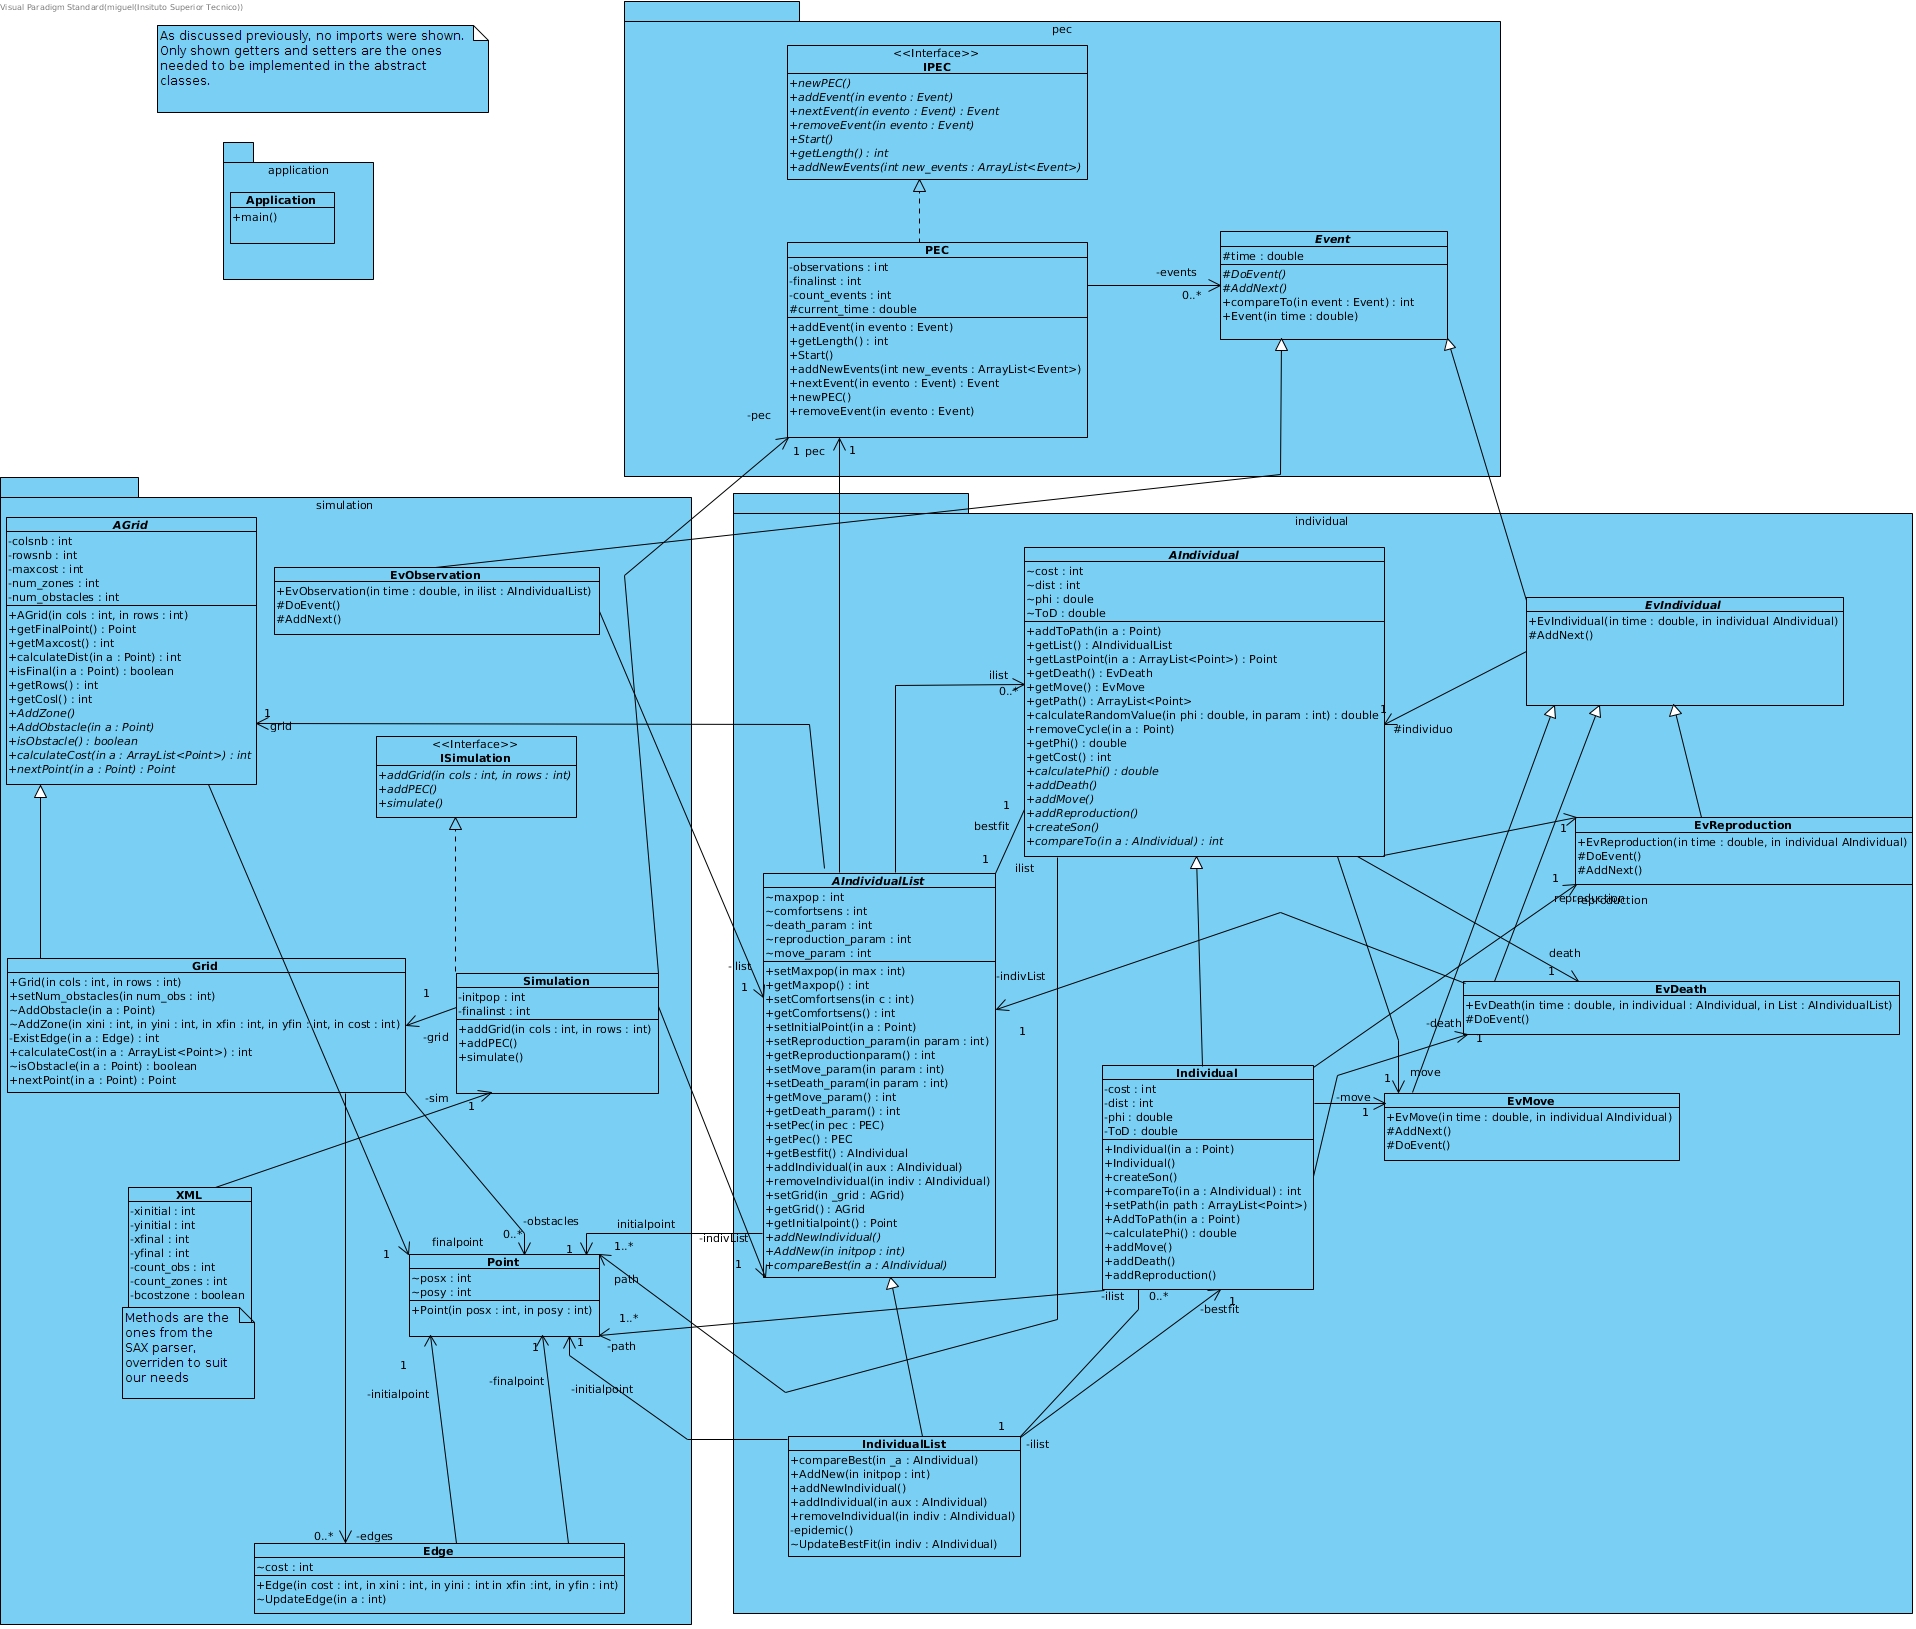 Visual Paradigm Standard(miguel(Insituto Superior Tecnico))
As discussed previously, no imports were shown.
Only shown getters and setters are the ones
needed to be implemented in the abstract
classes.
application
Application
+main()
pec
<<Interface>>
IPEC
+newPEC()
+addEvent(in evento : Event)
+nextEvent(in evento : Event) : Event
+removeEvent(in evento : Event)
+Start()
+getLength() : int
+addNewEvents(int new_events : ArrayList<Event>)
PEC
-observations : int
-finalinst : int
-count_events : int
#current_time : double
+addEvent(in evento : Event)
+getLength() : int
+Start()
+addNewEvents(int new_events : ArrayList<Event>)
+nextEvent(in evento : Event) : Event
+newPEC()
+removeEvent(in evento : Event)
-events
0..*
Event
#time : double
#DoEvent()
#AddNext()
+compareTo(in event : Event) : int
+Event(in time : double)
-pec
1
pec
1
simulation
AGrid
-colsnb : int
-rowsnb : int
-maxcost : int
-num_zones : int
-num_obstacles : int
+AGrid(in cols : int, in rows : int)
+getFinalPoint() : Point
+getMaxcost() : int
+calculateDist(in a : Point) : int
+isFinal(in a : Point) : boolean
+getRows() : int
+getCosl() : int
+AddZone()
+AddObstacle(in a : Point)
+isObstacle() : boolean
+calculateCost(in a : ArrayList<Point>) : int
+nextPoint(in a : Point) : Point
1
grid
EvObservation
+EvObservation(in time : double, in ilist : AIndividualList)
#DoEvent()
#AddNext()
<<Interface>>
ISimulation
+addGrid(in cols : int, in rows : int)
+addPEC()
+simulate()
Grid
+Grid(in cols : int, in rows : int)
+setNum_obstacles(in num_obs : int)
~AddObstacle(in a : Point)
~AddZone(in xini : int, in yini : int, in xfin : int, in yfin : int, in cost : int)
-ExistEdge(in a : Edge) : int
+calculateCost(in a : ArrayList<Point>) : int
~isObstacle(in a : Point) : boolean
+nextPoint(in a : Point) : Point
1
-grid
Simulation
-initpop : int
-finalinst : int
+addGrid(in cols : int, in rows : int)
+addPEC()
+simulate()
-sim
1
XML
-xinitial : int
-yinitial : int
-xfinal : int
-yfinal : int
-count_obs : int
-count_zones : int
-bcostzone : boolean
Methods are the
ones from the
SAX parser,
overriden to suit
our needs
1
finalpoint
-obstacles
0..*
initialpoint
1
1..*
path
1..*
-path
Point
~posx : int
~posy : int
+Point(in posx : int, in posy : int)
1
-initialpoint
1
-finalpoint
1
-initialpoint
0..*
-edges
Edge
~cost : int
+Edge(in cost : int, in xini : int, in yini : int in xfin :int, in yfin : int)
~UpdateEdge(in a : int)
individual
AIndividual
~cost : int
~dist : int
~phi : doule
~ToD : double
+addToPath(in a : Point)
+getList() : AIndividualList
+getLastPoint(in a : ArrayList<Point>) : Point
+getDeath() : EvDeath
+getMove() : EvMove
+getPath() : ArrayList<Point>
+calculateRandomValue(in phi : double, in param : int) : double
+removeCycle(in a : Point)
+getPhi() : double
+getCost() : int
+calculatePhi() : double
+addDeath()
+addMove()
+addReproduction()
+createSon()
+compareTo(in a : AIndividual) : int
ilist
0..*
1
bestfit
1
ilist
1
#individuo
EvIndividual
+EvIndividual(in time : double, in individual AIndividual)
#AddNext()
EvReproduction
+EvReproduction(in time : double, in individual AIndividual)
#DoEvent()
#AddNext()
1
1
reproduction
-reproduction
death
1
EvDeath
+EvDeath(in time : double, in individual : AIndividual, in List : AIndividualList)
#DoEvent()
-death
1
move
1
-move
1
EvMove
+EvMove(in time : double, in individual AIndividual)
#AddNext()
#DoEvent()
AIndividualList
~maxpop : int
~comfortsens : int
~death_param : int
~reproduction_param : int
~move_param : int
+setMaxpop(in max : int)
+getMaxpop() : int
+setComfortsens(in c : int)
+getComfortsens() : int
+setInitialPoint(in a : Point)
+setReproduction_param(in param : int)
+getReproductionparam() : int
+setMove_param(in param : int)
+setDeath_param(in param : int)
+getMove_param() : int
+getDeath_param() : int
+setPec(in pec : PEC)
+getPec() : PEC
+getBestfit() : AIndividual
+addIndividual(in aux : AIndividual)
+removeIndividual(in indiv : AIndividual)
+setGrid(in _grid : AGrid)
+getGrid() : AGrid
+getInitialpoint() : Point
+addNewIndividual()
+AddNew(in initpop : int)
+compareBest(in a : AIndividual)
-list
1
-indivList
1
-indivList
1
Individual
-cost : int
-dist : int
-phi : double
-ToD : double
+Individual(in a : Point)
+Individual()
+createSon()
+compareTo(in a : AIndividual) : int
+setPath(in path : ArrayList<Point>)
+AddToPath(in a : Point)
~calculatePhi() : double
+addMove()
+addDeath()
+addReproduction()
-ilist
0..*
-bestfit
1
1
-ilist
IndividualList
+compareBest(in _a : AIndividual)
+AddNew(in initpop : int)
+addNewIndividual()
+addIndividual(in aux : AIndividual)
+removeIndividual(in indiv : AIndividual)
-epidemic()
~UpdateBestFit(in indiv : AIndividual)